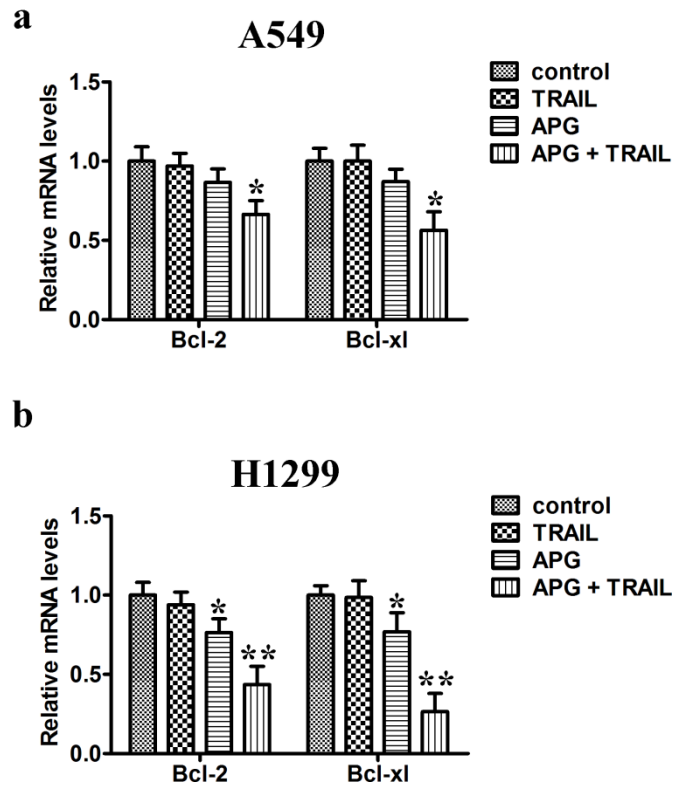 a
A549
Relative mRNA levels
1.5
1.0
0.5
0.0
*
*
Bcl-2 Bcl-xl
control
TRAIL
APG
APG + TRAIL
b
H1299
Relative mRNA levels
1.5
1.0
0.5
0.0
*
**
*
**
Bcl-2 Bcl-xl
control
TRAIL
APG
APG + TRAIL